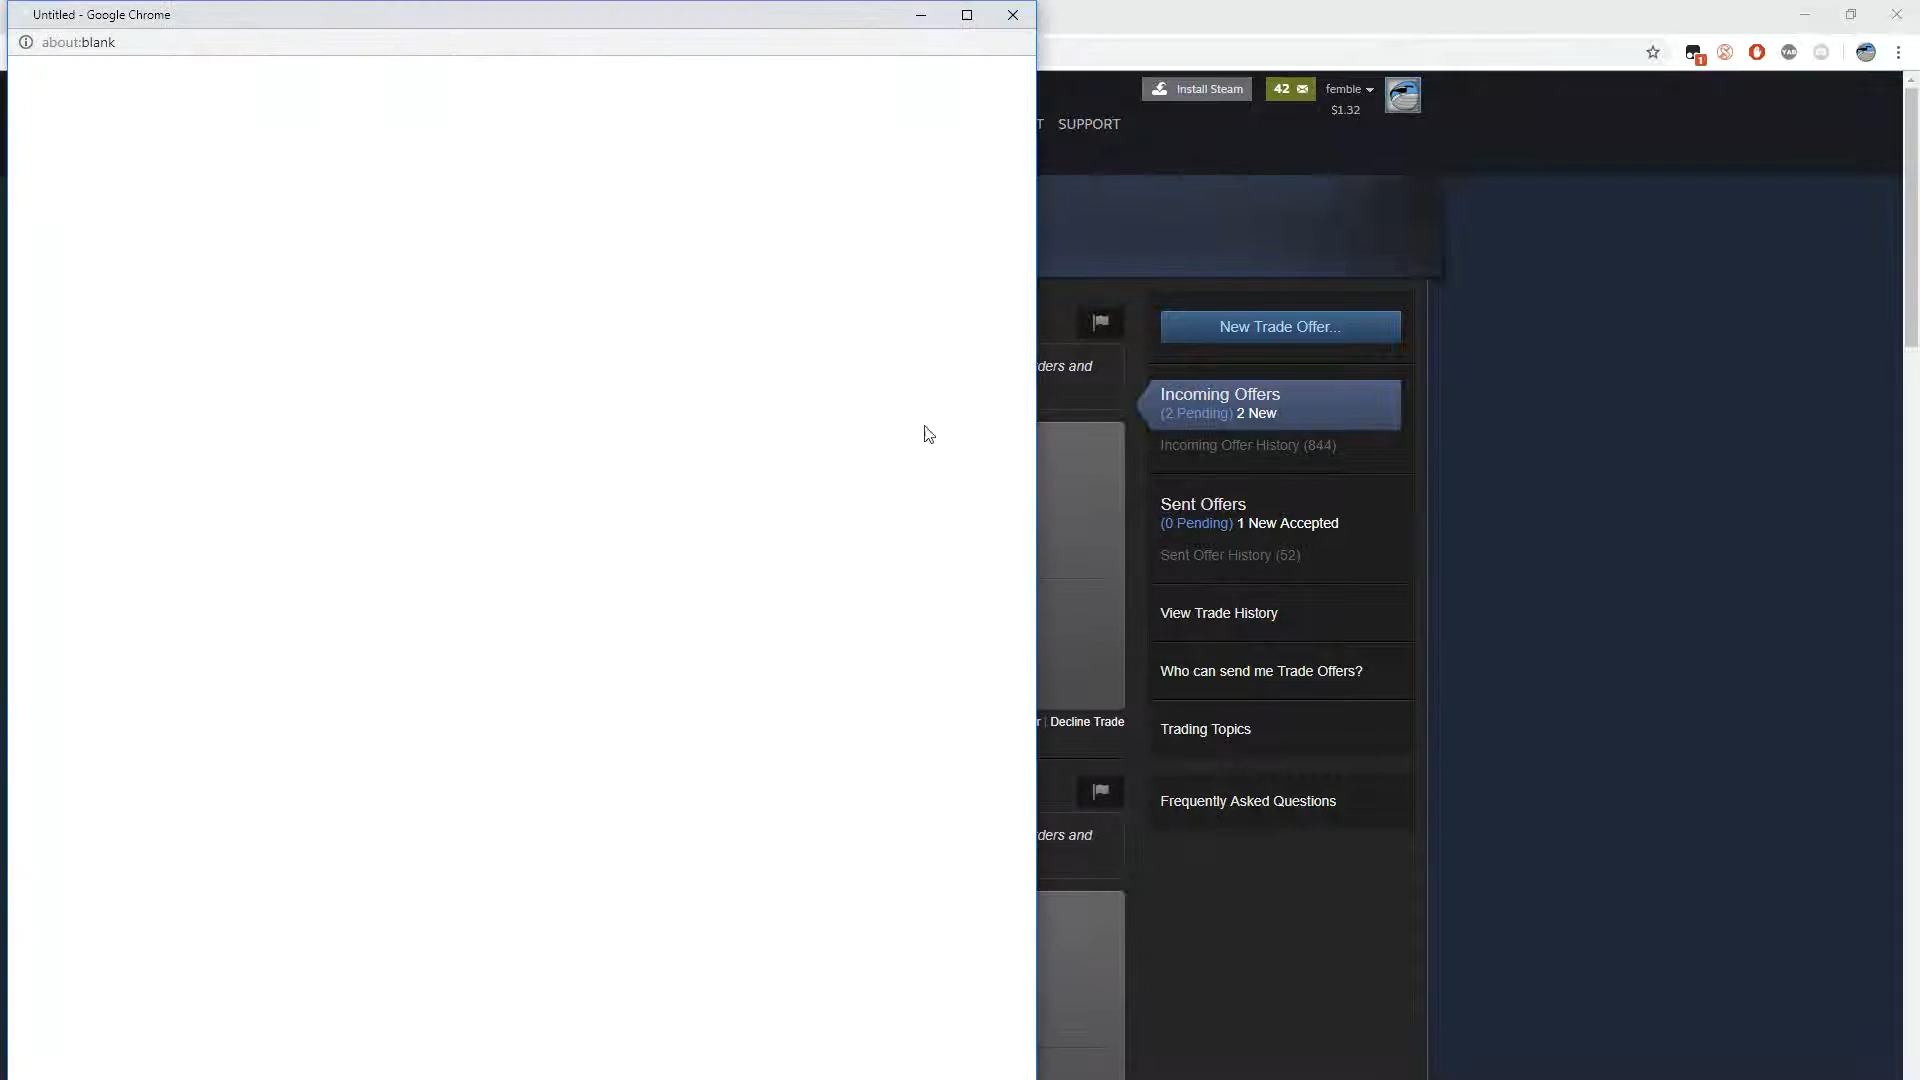 Untitled - Google Chrome
about:blank
1
YAB
Install Steam
42
femble
$1.32
T SUPPORT
New Trade Offer...
ders and
Incoming Offers
(2 Pending) 2 New
Incoming Offer History (844)
Sent Offers
(0 Pending) 1 New Accepted
Sent Offer History (52)
View Trade History
Who can send me Trade Offers?
r | Decline Trade
Trading Topics
Frequently Asked Questions
ders and